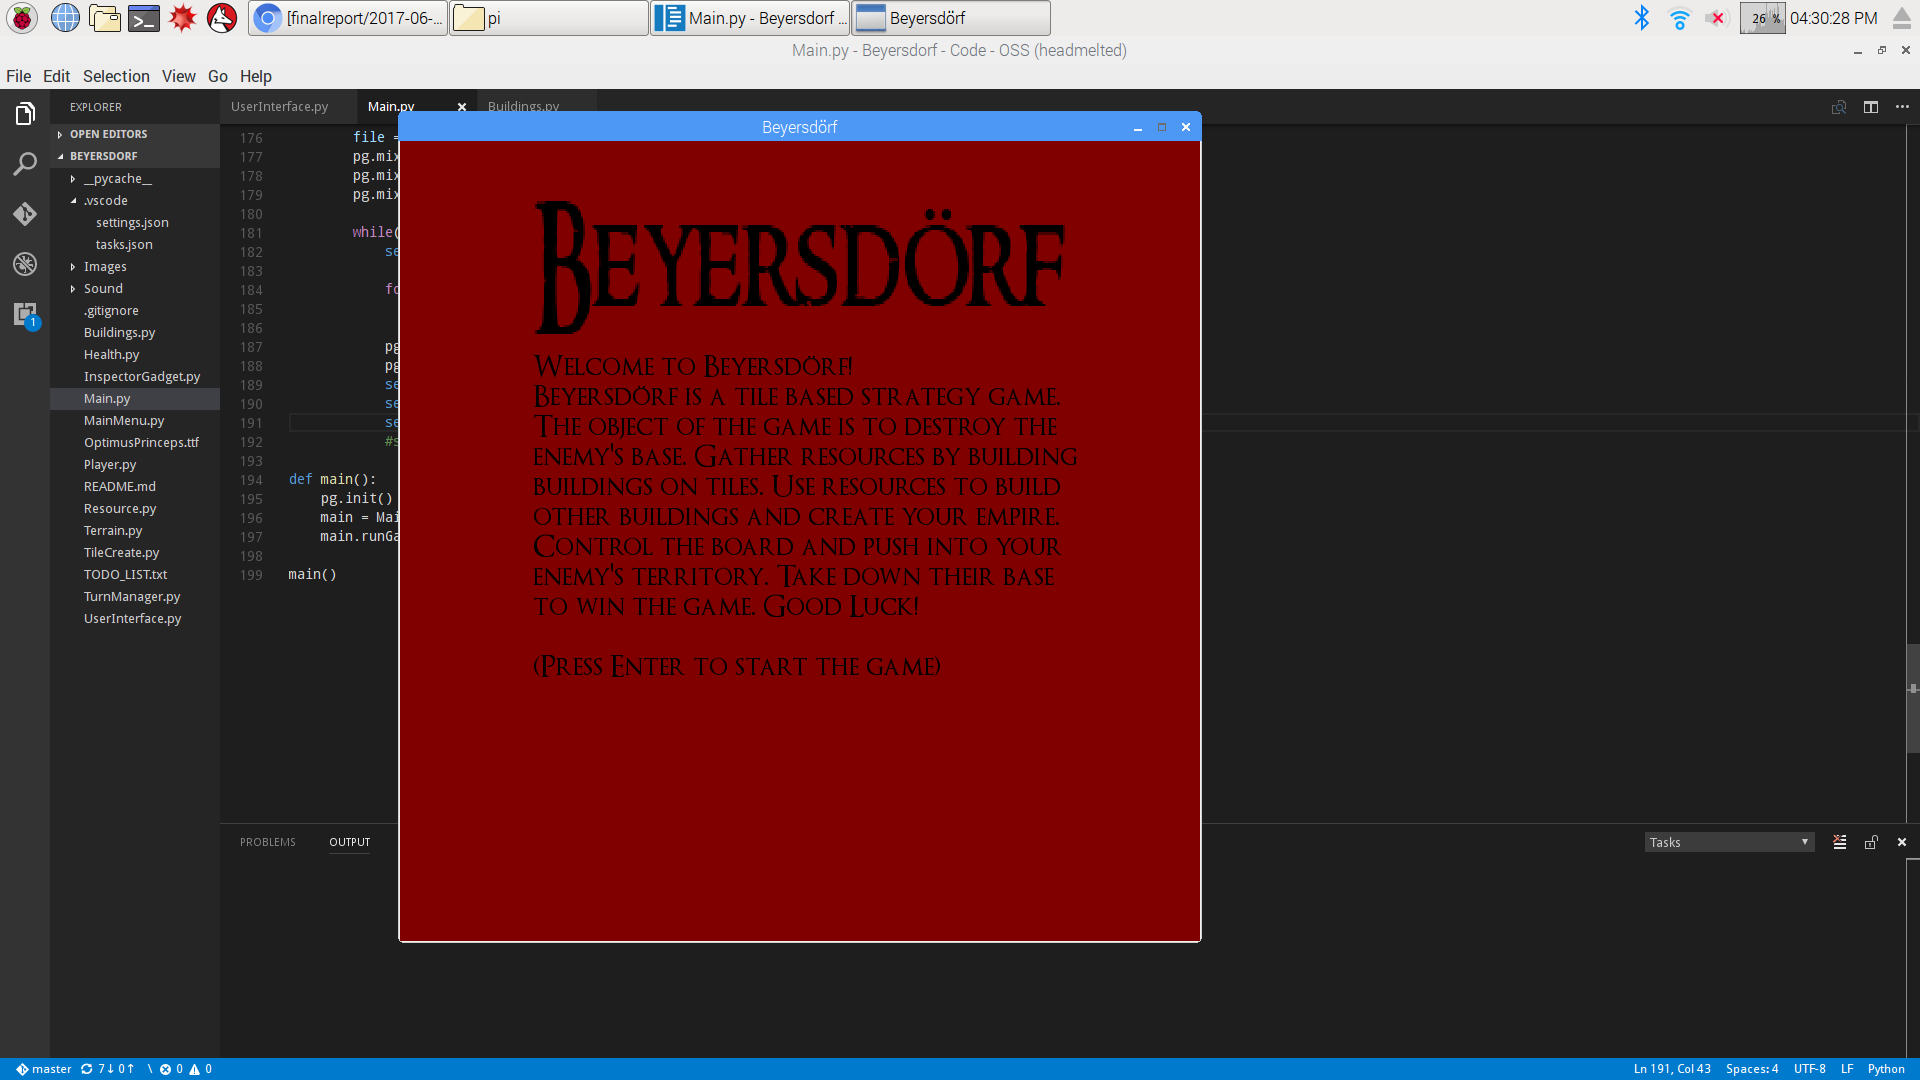 [finalreport/2017-06-...
pi
Main.py - Beyersdorf ...
Beyersdörf
26 %
04:30:28 PM
Main.py - Beyersdorf - Code - OSS (headmelted)
File Edit Selection View Go Help
EXPLORER
OPEN EDITORS
BEYERSDORF
__pycache__
.vscode
settings.json
tasks.json
Images
Sound
.gitignore
Buildings.py
Health.py
InspectorGadget.py
Main.py
MainMenu.py
OptimusPrinceps.ttf
Player.py
README.md
Resource.py
Terrain.py
TileCreate.py
TODO_LIST.txt
TurnManager.py
UserInterface.py
1
UserInterface.py
Main.py
Buildings.py
176 file =
177 pg.mix
178 pg.mix
179 pg.mix
180
181 while(
182 se
183
184 fo
185
186
187 pg
188 pg
189 se
190 se
191 se
192 #s
193
194 def main():
195 pg.init()
196 main = Mai
197 main.runGa
198
199 main()
Beyersdörf
BEYERSDÖRF
WELCOME TO BEYERSDÖRF!
BEYERSDÖRF IS A TILE BASED STRATEGY GAME.
THE OBJECT OF THE GAME IS TO DESTROY THE
ENEMY'S BASE. GATHER RESOURCES BY BUILDING
BUILDINGS ON TILES. USE RESOURCES TO BUILD
OTHER BUILDINGS AND CREATE YOUR EMPIRE.
CONTROL THE BOARD AND PUSH INTO YOUR
ENEMY'S TERRITORY. TAKE DOWN THEIR BASE
TO WIN THE GAME. GOOD LUCK!
(PRESS ENTER TO START THE GAME)
PROBLEMS OUTPUT
Tasks
master 7↓ 0↑ \ 0 0
Ln 191, Col 43 Spaces: 4 UTF-8 LF Python